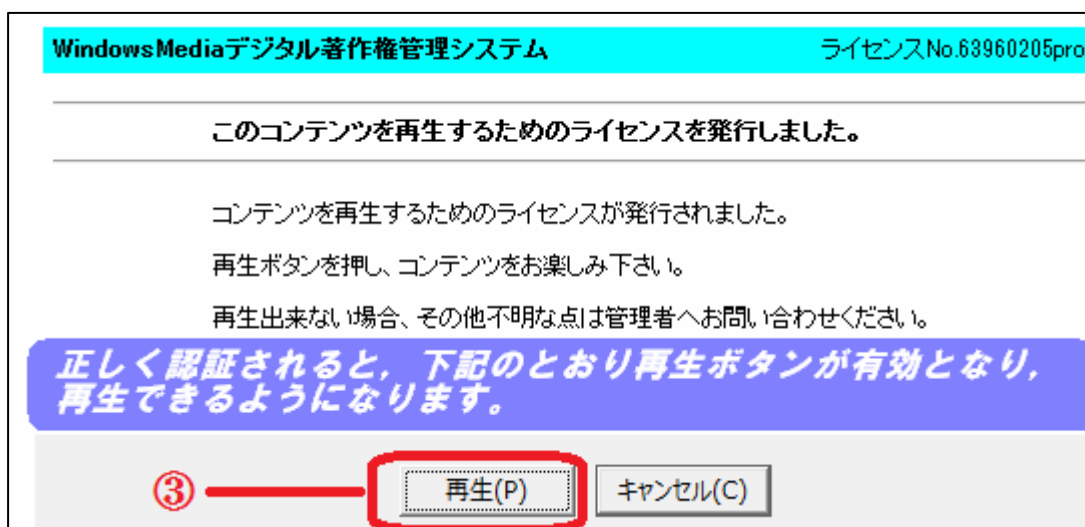 WindowsMediaデジタル著作権管理システム ライセンスNo.63960205pro
このコンテンツを再生するためのライセンスを発行しました。
コンテンツを再生するためのライセンスが発行されました。
再生ボタンを押し、コンテンツをお楽しみ下さい。
再生出来ない場合、その他不明な点は管理者へお問い合わせください。
正しく認証されると，下記のとおり再生ボタンが有効となり，
再生できるようになります。
③ 再生(P) キャンセル(C)